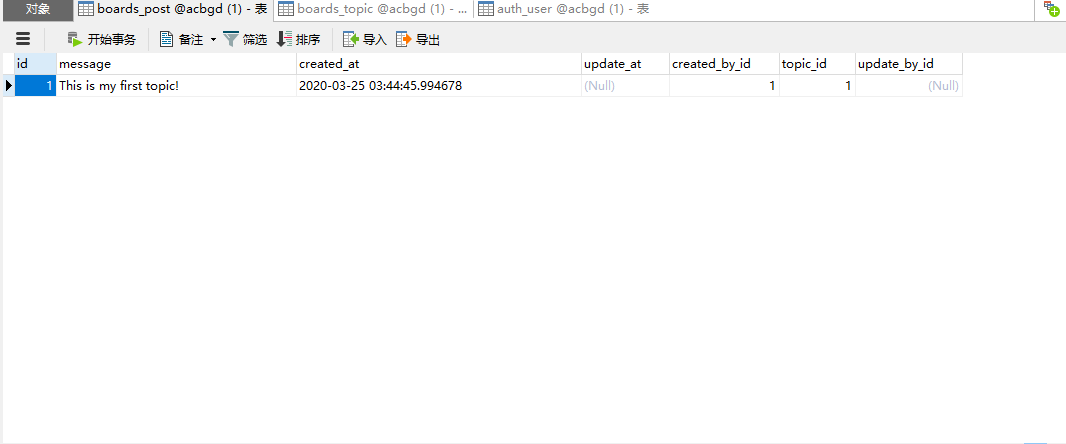 对象 boards_post @acbgd (1) - 表 boards_topic @acbgd (1) - ... auth_user @acbgd (1) - 表
开始事务 备注 筛选 排序 导入 导出
id message created_at update_at created_by_id topic_id update_by_id
1 This is my first topic! 2020-03-25 03:44:45.994678 (Null) 1 1 (Null)